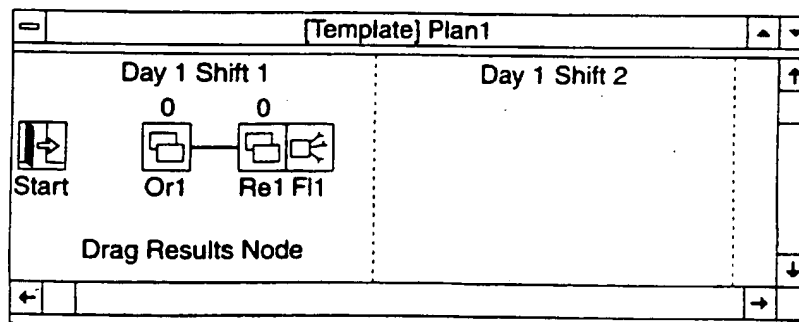 [Template] Plan1
Day 1 Shift 1 Day 1 Shift 2
0 0
Start Or1 Re1 Fl1
Drag Results Node